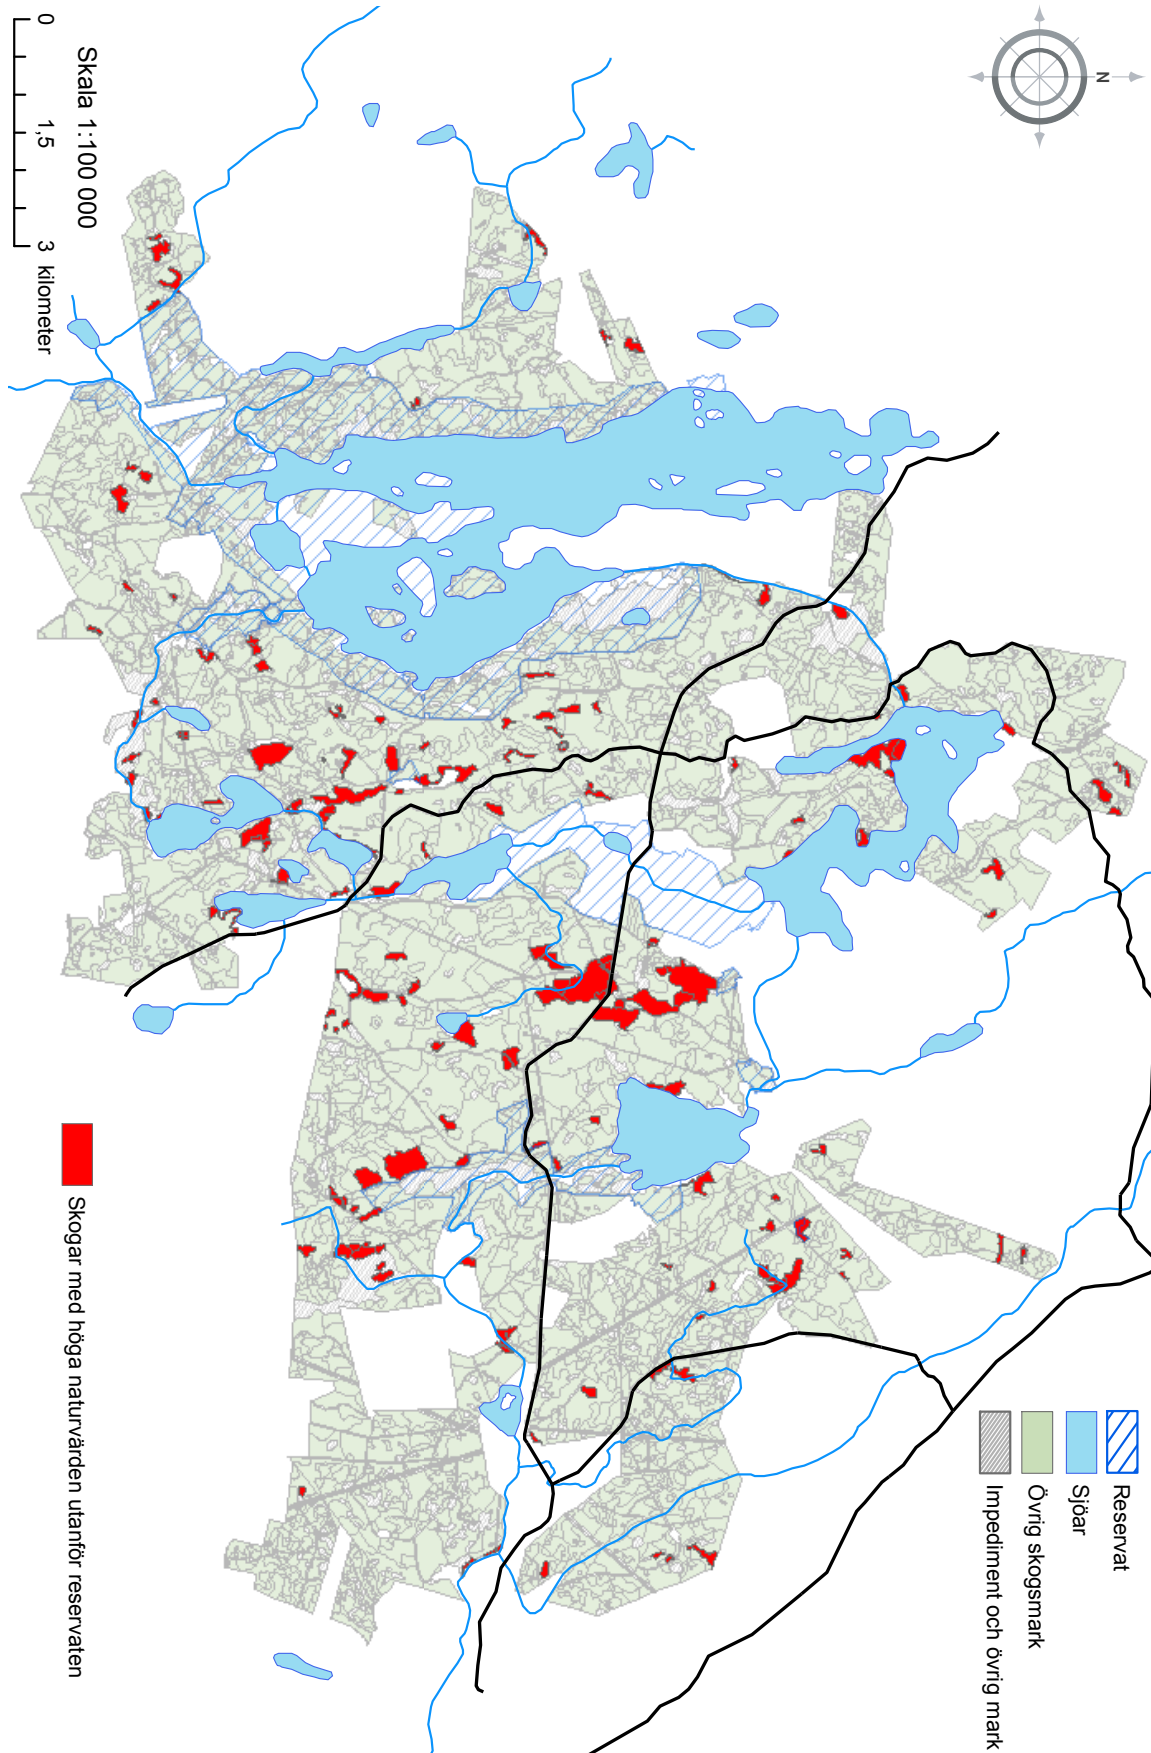 N
Skala 1:100 000
0 1,5 3 kilometer
Reservat
Sjöar
Övrig skogsmark
Impediment och övrig mark
Skogar med höga naturvärden utanför reservaten